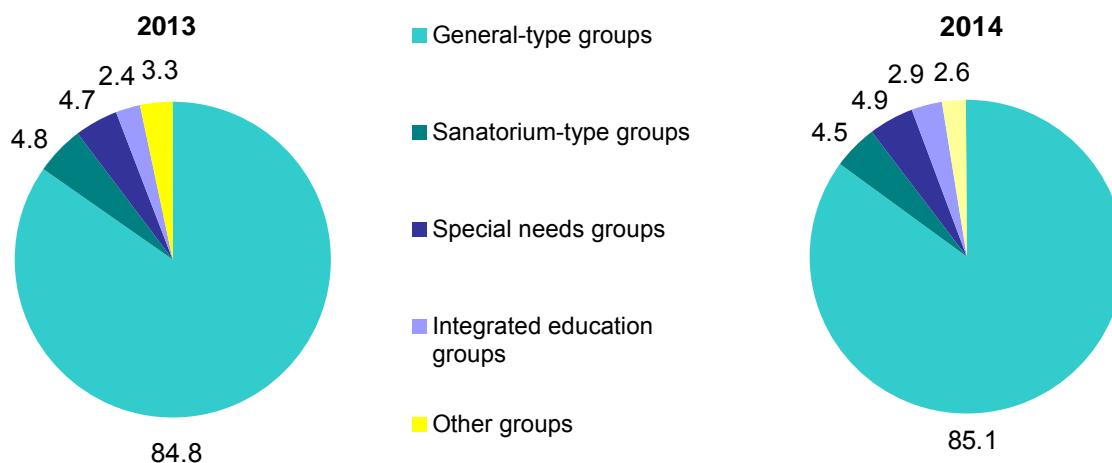 2013
3.3
2.4
4.7
4.8
84.8
General-type groups
Sanatorium-type groups
Special needs groups
Integrated education
groups
Other groups
2014
2.6
2.9
4.9
4.5
85.1